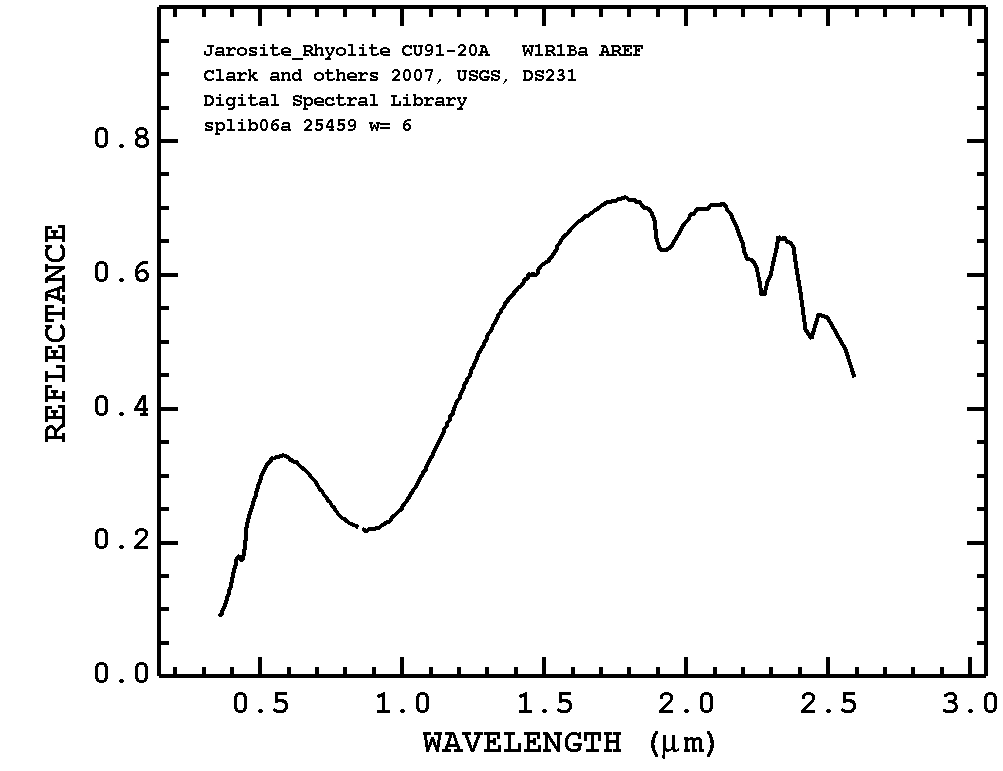 Jarosite_Rhyolite CU91-20A W1R1Ba AREF
Clark and others 2007, USGS, DS231
Digital Spectral Library
splib06a 25459 w= 6
REFLECTANCE
0.8
0.6
0.4
0.2
0.0
0.5 1.0 1.5 2.0 2.5 3.0
WAVELENGTH (μm)